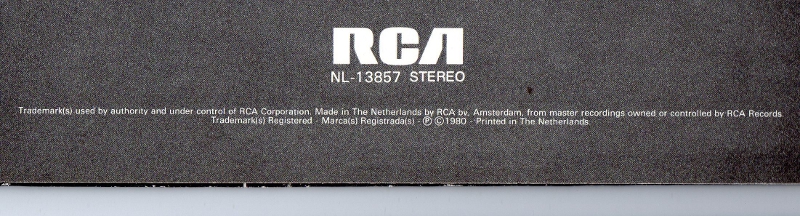 RCA
NL-13857 STEREO
Trademark(s) used by authority and under control of RCA Corporation. Made in The Netherlands by RCA bv. Amsterdam, from master recordings owned or controlled by RCA Records.
Trademark(s) Registered - Marca(s) Registrada(s) - ℗ © 1980 - Printed in The Netherlands.